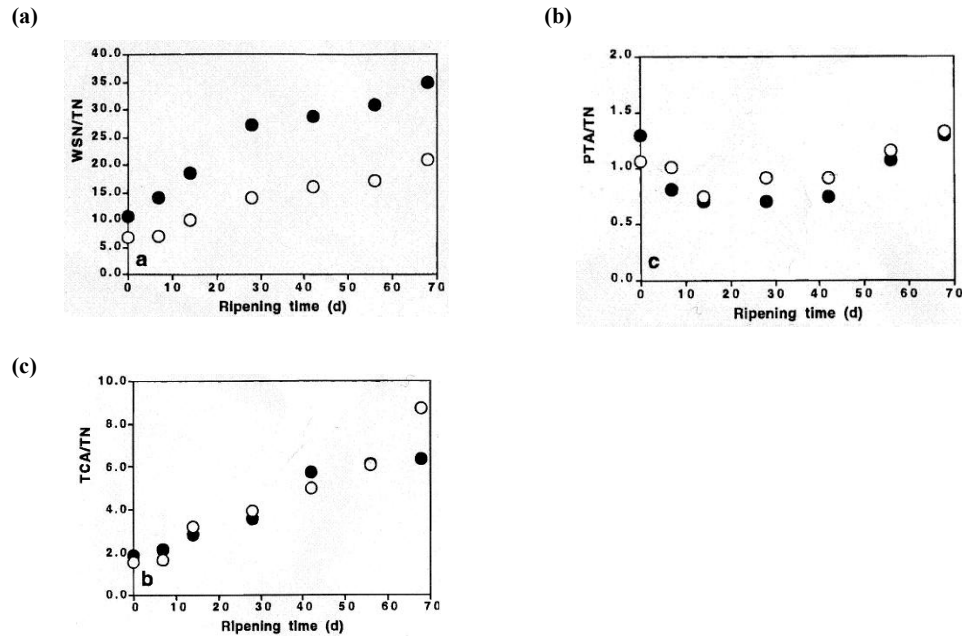 (a)
(b)
40.0
35.0
30.0
25.0
20.0
15.0
10.0
5.0
0.0
WSN/TN
a
0 10 20 30 40 50 60 70
Ripening time (d)
2.0
1.5
1.0
0.5
0.0
PTA/TN
c
0 10 20 30 40 50 60 70
Ripening time (d)
(c)
10.0
8.0
6.0
4.0
2.0
0.0
TCA/TN
b
0 10 20 30 40 50 60 70
Ripening time (d)